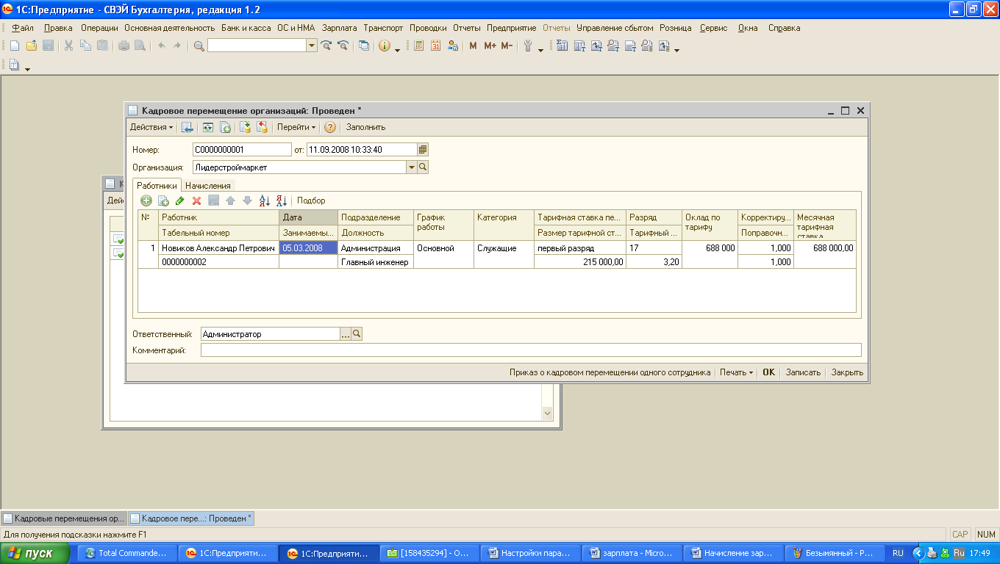 1С:Предприятие - СВЭЙ Бухгалтерия, редакция 1.2
Файл Правка Операции Основная деятельность Банк и касса ОС и НМА Зарплата Транспорт Проводки Отчеты Предприятие Отчеты Управление сбытом Розница Сервис Окна Справка
M M+ M-
Кадровое перемещение организаций: Проведен *
Действия Перейти Заполнить
Номер: С0000000001 от: 11.09.2008 10:33:40
Организация: Лидерстроймаркет
Работники Начисления
Дей
Подбор
№ Работник Дата Подразделение График работы Категория Тарифная ставка пе... Разряд Оклад по тарифу Корректиру... Месячная тарифная ставка
Табельный номер Занимаемы... Должность Размер тарифной ст... Тарифный ... Поправочн...
1 Новиков Александр Петрович 05.03.2008 Администрация Основной Служащие первый разряд 17 688 000 1,000 688 000,00
0000000002 Главный инженер 215 000,00 3,20 1,000
Ответственный: Администратор
Комментарий:
Приказ о кадровом перемещении одного сотрудника Печать OK Записать Закрыть
Кадровые перемещения ор... Кадровое пере...: Проведен *
Для получения подсказки нажмите F1 CAP NUM
пуск Total Commande... 1С:Предприяти... 1С:Предприяти... [158435294] - О... Настройки пара... зарплата - Micro... Начисление зар... Безымянный - P... RU Ru 17:49